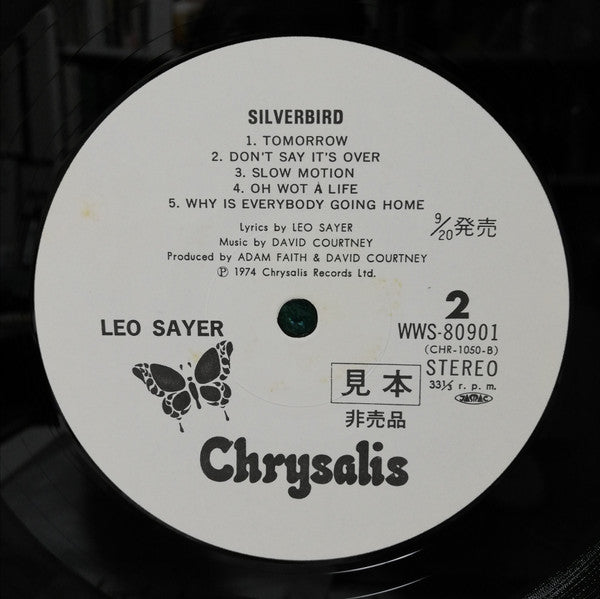 SILVERBIRD
1. TOMORROW
2. DON'T SAY IT'S OVER
3. SLOW MOTION
4. OH WOT A LIFE
5. WHY IS EVERYBODY GOING HOME
Lyrics by LEO SAYER
Music by DAVID COURTNEY
Produced by ADAM FAITH & DAVID COURTNEY
Ⓟ 1974 Chrysalis Records Ltd.
9/20発売
LEO SAYER
2
WWS-80901
(CHR-1050-B)
STEREO
33⅓ r. p. m.
JASRAC
見本
非売品
Chrysalis